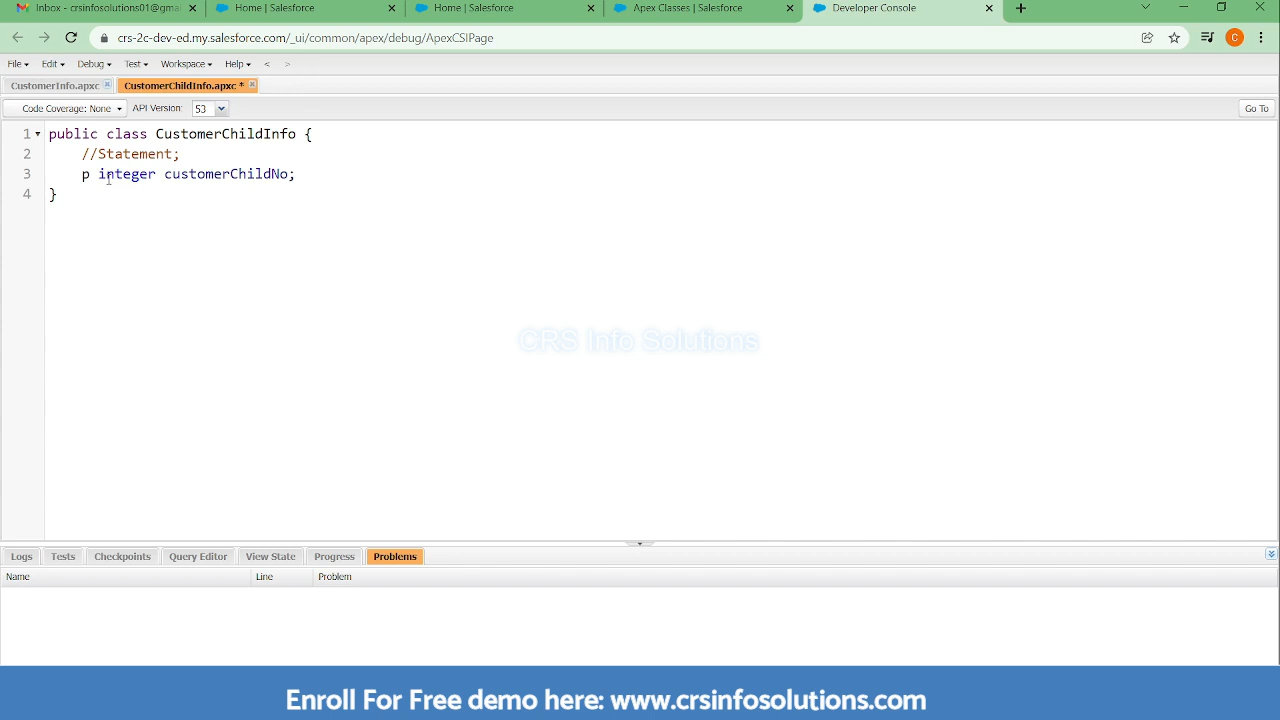 Inbox - crsinfosolutions01@gmai
Home | Salesforce
Home | Salesforce
Apex Classes | Salesforce
Developer Console
crs-2c-dev-ed.my.salesforce.com/_ui/common/apex/debug/ApexCSIPage
C
File Edit Debug Test Workspace Help < >
CustomerInfo.apxc
CustomerChildInfo.apxc *
Code Coverage: None API Version: 53 Go To
1 public class CustomerChildInfo {
2 //Statement;
3 p integer customerChildNo;
4 }
CRS Info Solutions
Logs Tests Checkpoints Query Editor View State Progress Problems
Name Line Problem
Enroll For Free demo here: www.crsinfosolutions.com